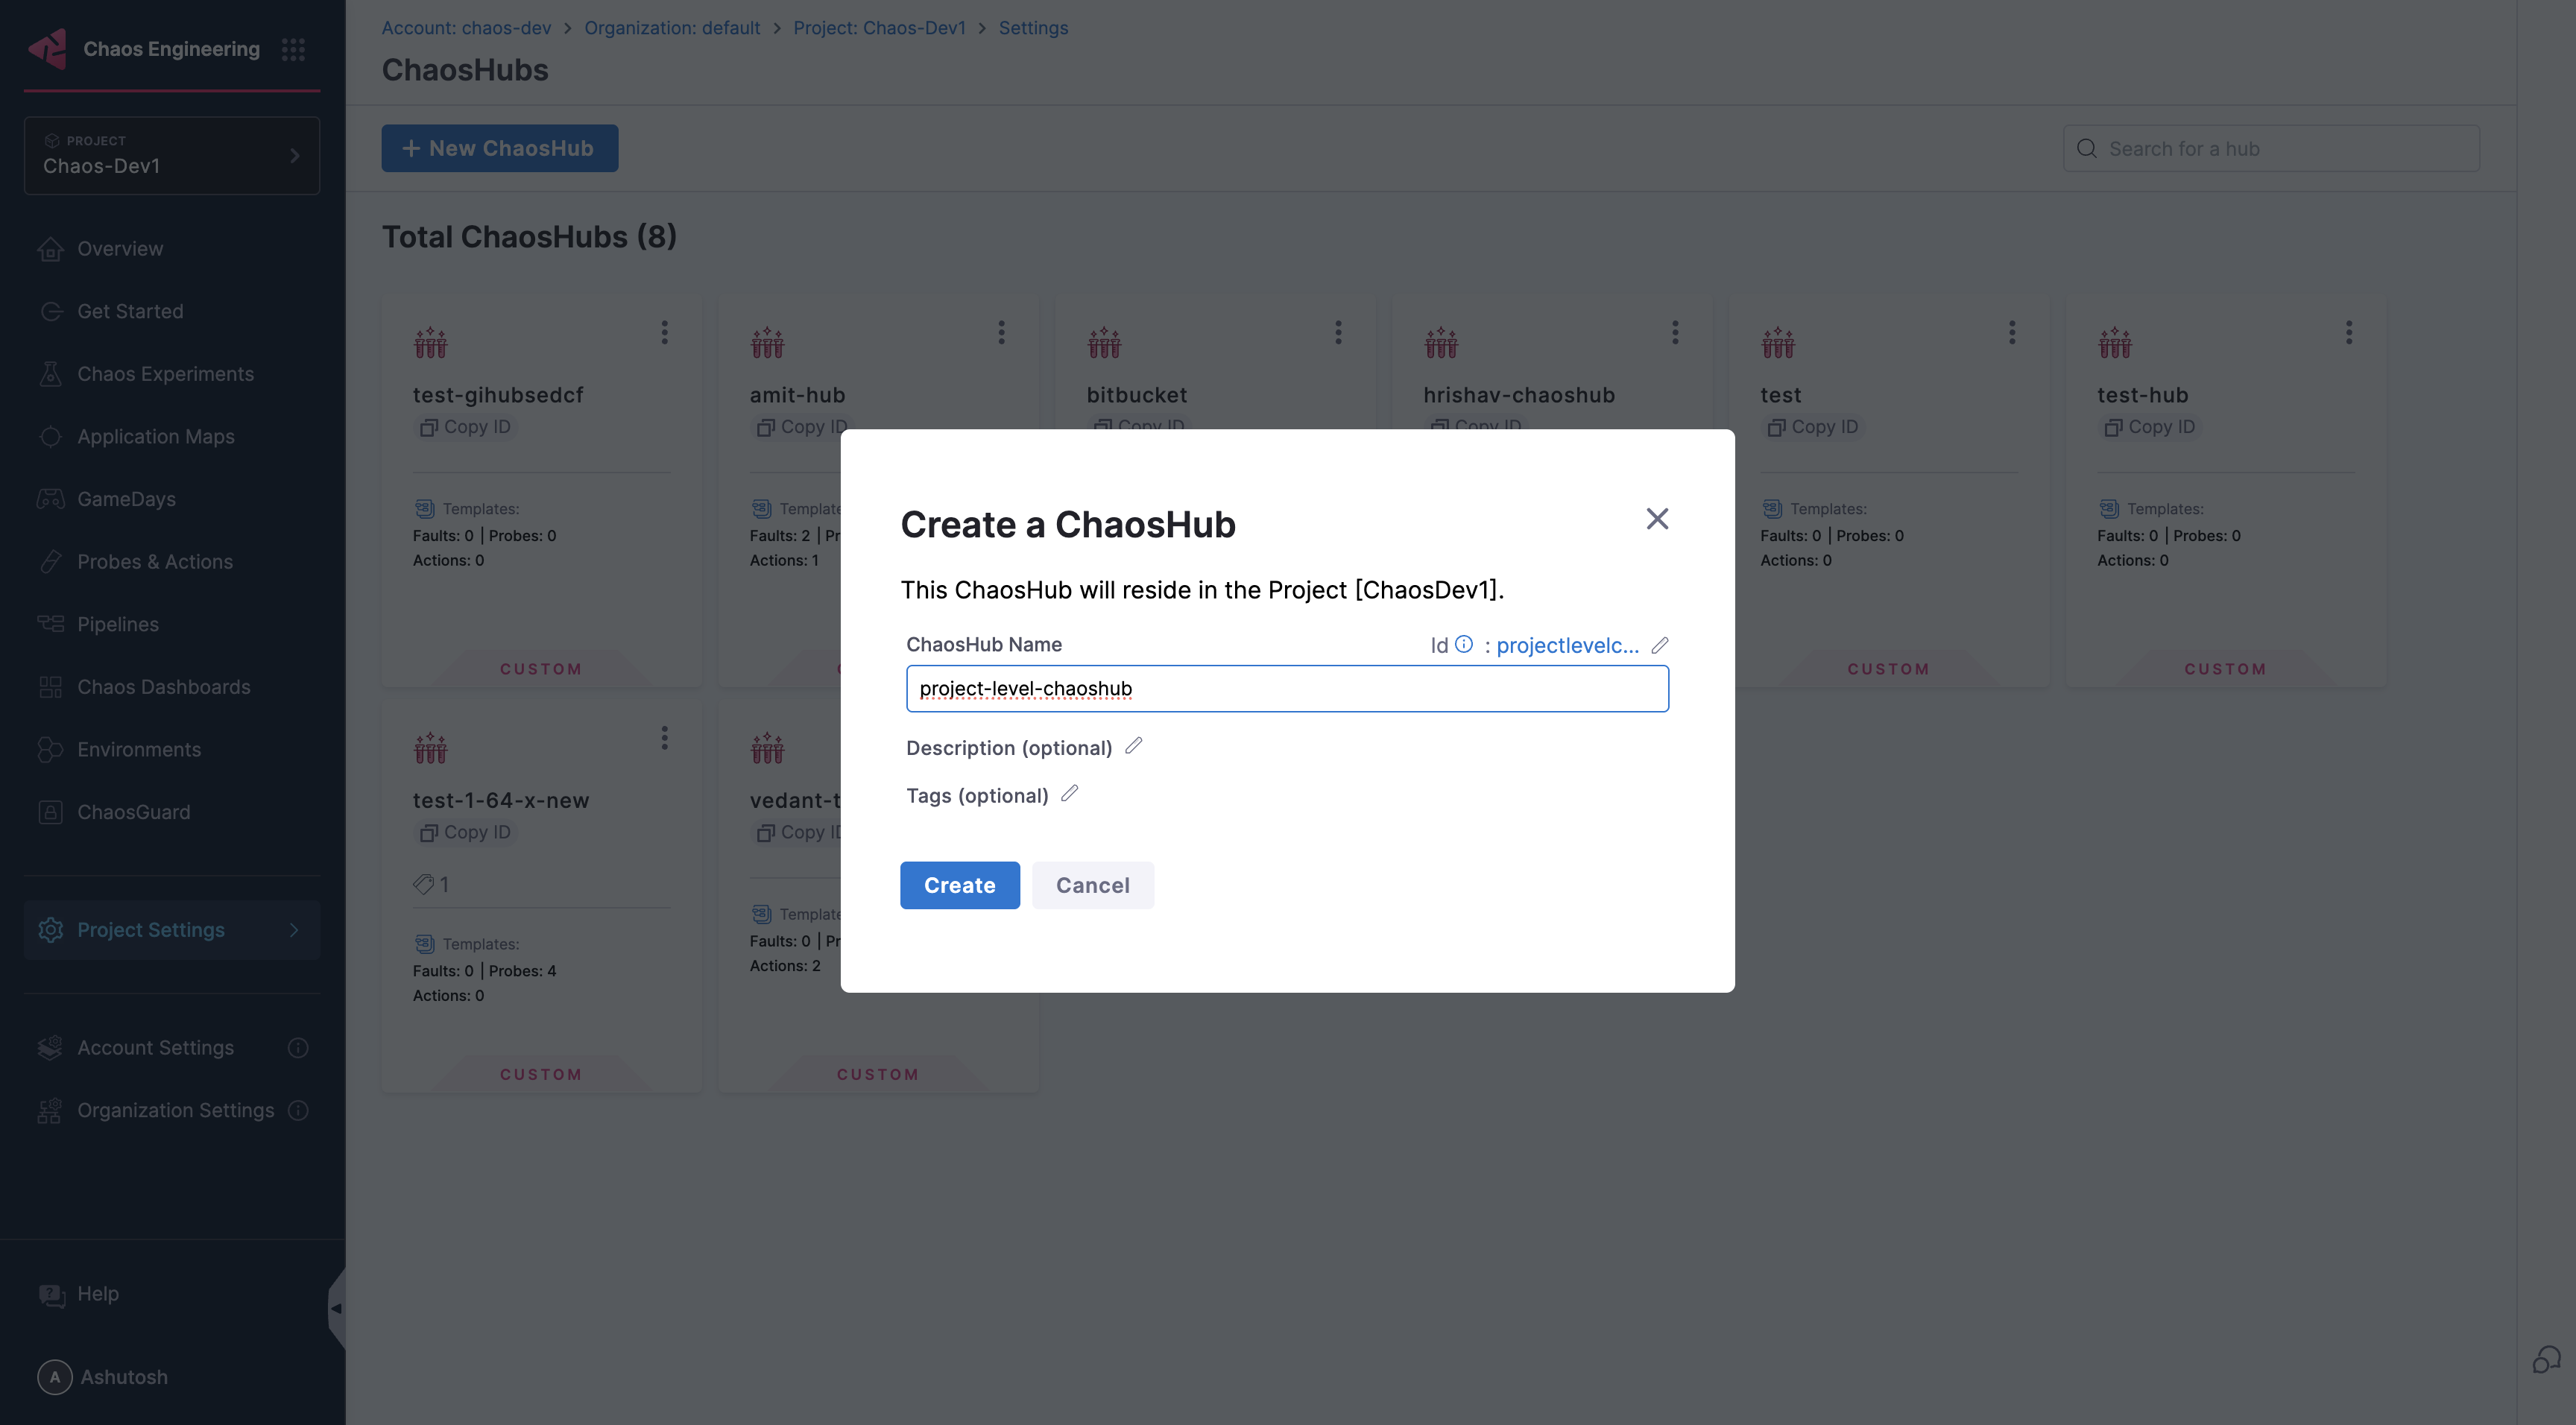 Chaos Engineering
PROJECT
Chaos-Dev1
Overview
Get Started
Chaos Experiments
Application Maps
GameDays
Probes & Actions
Pipelines
Chaos Dashboards
Environments
ChaosGuard
Project Settings
Account Settings
Organization Settings
Help
A Ashutosh
Account: chaos-dev > Organization: default > Project: Chaos-Dev1 > Settings
ChaosHubs
+ New ChaosHub
Search for a hub
Total ChaosHubs (8)
test-gihubsedcf
Copy ID
Templates:
Faults: 0 | Probes: 0
Actions: 0
CUSTOM
amit-hub
Copy ID
Template
Faults: 2 | Pr
Actions: 1
bitbucket
Copy ID
hrishav-chaoshub
Copy ID
test
Copy ID
Templates:
Faults: 0 | Probes: 0
Actions: 0
CUSTOM
test-hub
Copy ID
Templates:
Faults: 0 | Probes: 0
Actions: 0
CUSTOM
test-1-64-x-new
Copy ID
1
Templates:
Faults: 0 | Probes: 4
Actions: 0
CUSTOM
vedant-t
Copy ID
Template
Faults: 0 | Pr
Actions: 2
CUSTOM
Create a ChaosHub
This ChaosHub will reside in the Project [ChaosDev1].
ChaosHub Name
Id : projectlevelc...
project-level-chaoshub
Description (optional)
Tags (optional)
Create
Cancel